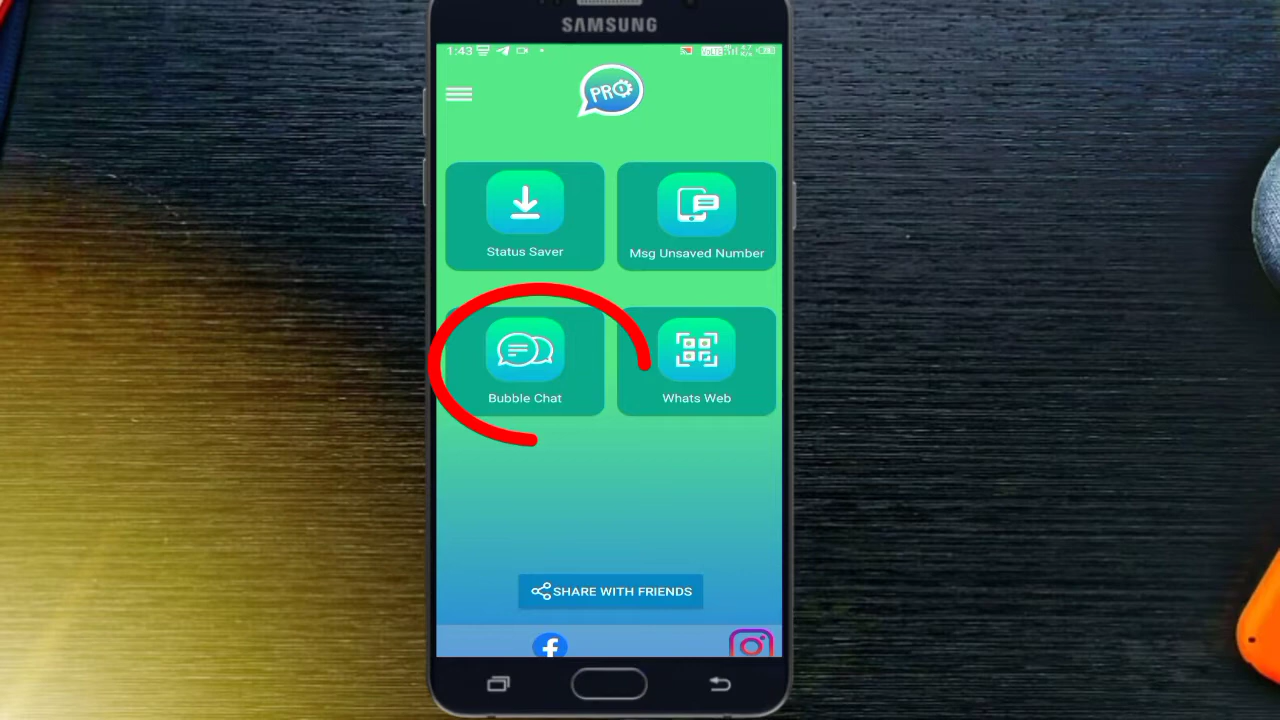 SAMSUNG
1:43
PRO
Status Saver
Msg Unsaved Number
Bubble Chat
Whats Web
SHARE WITH FRIENDS